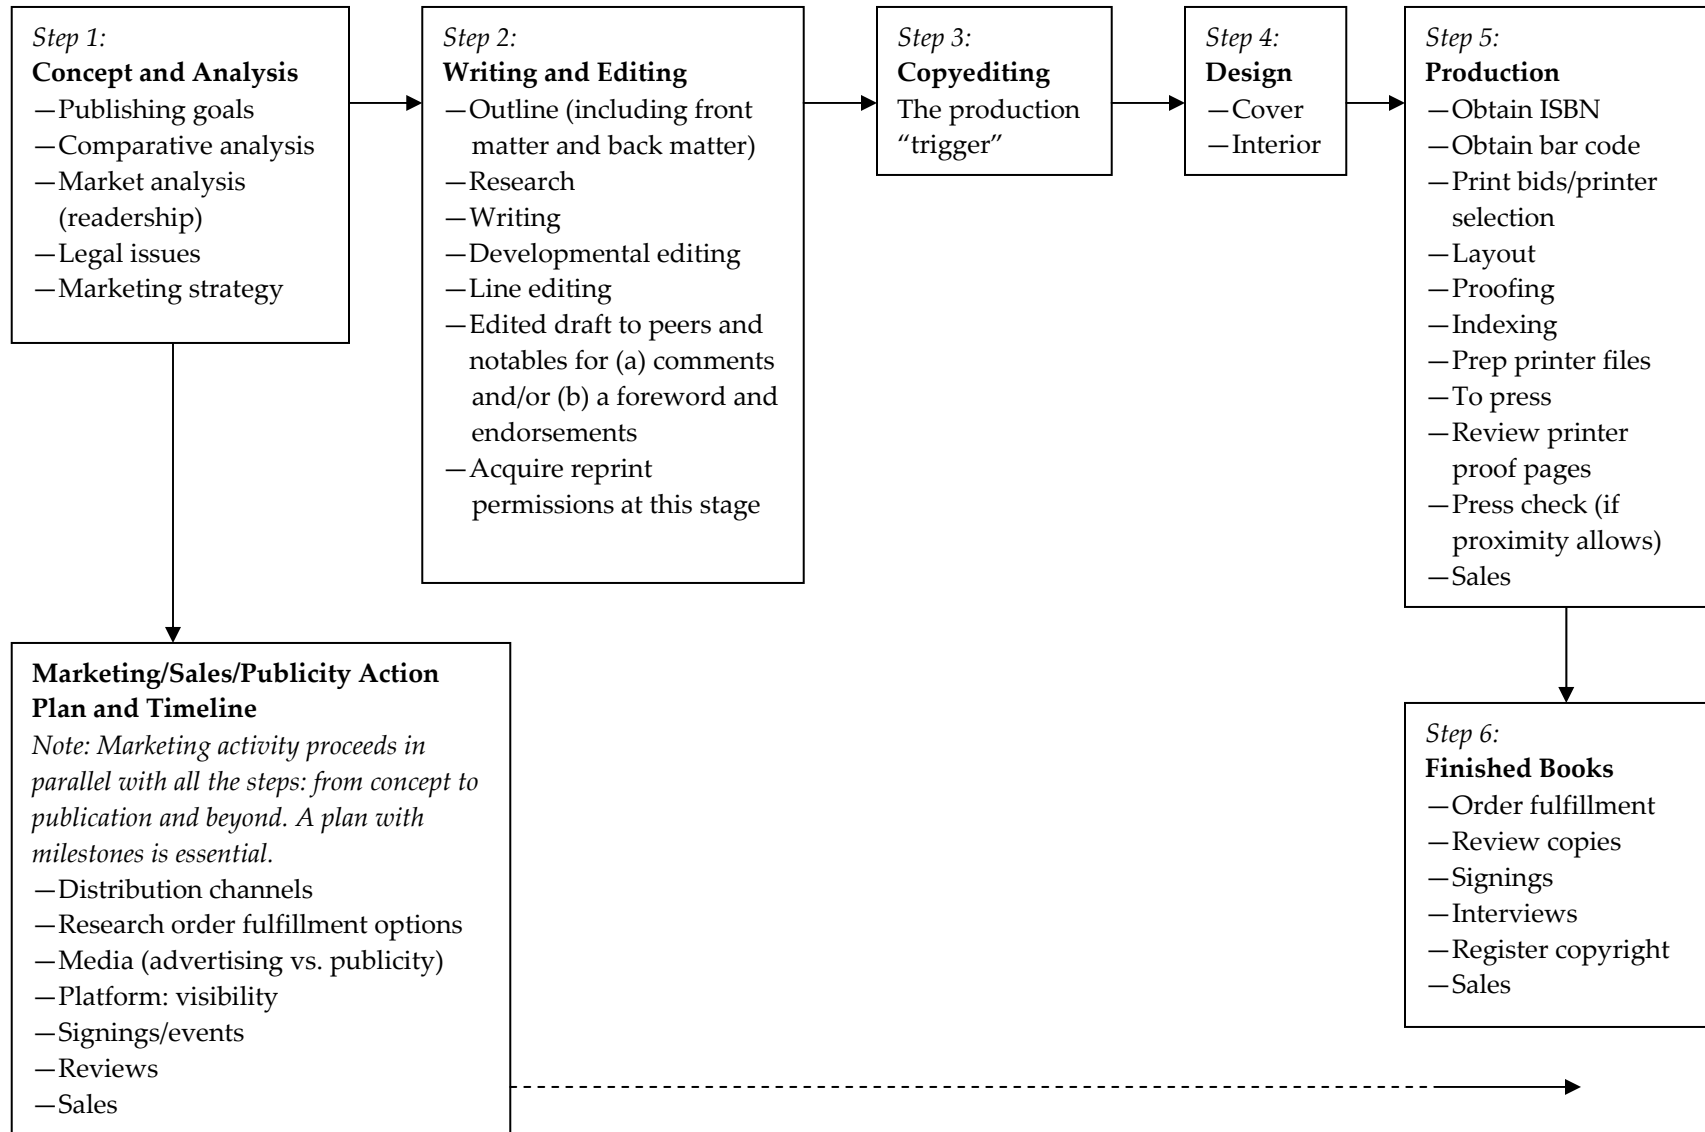 Step 1:
Concept and Analysis
—Publishing goals
—Comparative analysis
—Market analysis
(readership)
—Legal issues
—Marketing strategy
Step 2:
Writing and Editing
—Outline (including front
matter and back matter)
—Research
—Writing
—Developmental editing
—Line editing
—Edited draft to peers and
notables for (a) comments
and/or (b) a foreword and
endorsements
—Acquire reprint
permissions at this stage
Step 3:
Copyediting
The production
“trigger”
Step 4:
Design
—Cover
—Interior
Step 5:
Production
—Obtain ISBN
—Obtain bar code
—Print bids/printer
selection
—Layout
—Proofing
—Indexing
—Prep printer files
—To press
—Review printer
proof pages
—Press check (if
proximity allows)
—Sales
Marketing/Sales/Publicity Action
Plan and Timeline
Note: Marketing activity proceeds in
parallel with all the steps: from concept to
publication and beyond. A plan with
milestones is essential.
—Distribution channels
—Research order fulfillment options
—Media (advertising vs. publicity)
—Platform: visibility
—Signings/events
—Reviews
—Sales
Step 6:
Finished Books
—Order fulfillment
—Review copies
—Signings
—Interviews
—Register copyright
—Sales